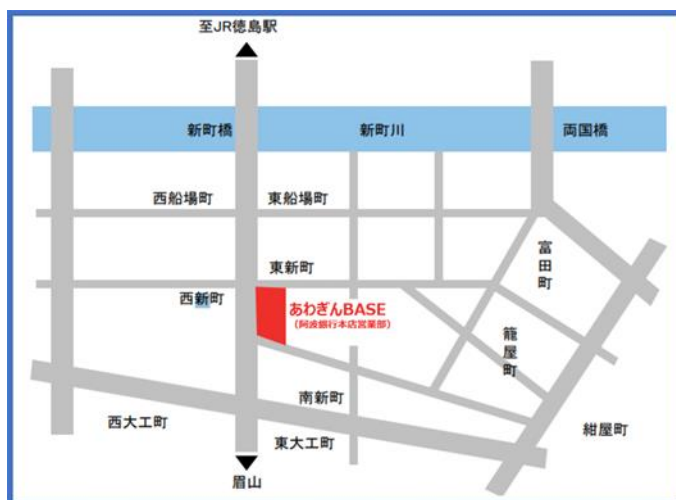 至JR徳島駅
新町橋
新町川
両国橋
西船場町
東船場町
富田町
東新町
西新町
あわぎんBASE
(阿波銀行本店営業部)
籠屋町
南新町
西大工町
東大工町
紺屋町
眉山